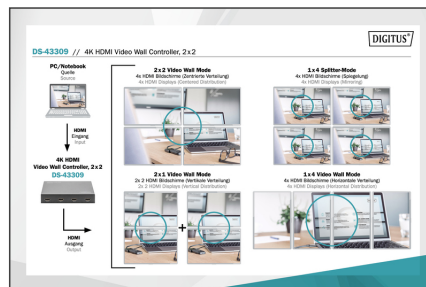 DIGITUS®
DS-43309 // 4K HDMI Video Wall Controller, 2x2
PC/Notebook
Quelle
Source
HDMI
Eingang
Input
4K HDMI
Video Wall Controller, 2x2
DS-43309
HDMI
Ausgang
Output
2x2 Video Wall Mode
4x HDMI Bildschirme (Zentrierte Verteilung)
4x HDMI Displays (Centered Distribution)
1x4 Splitter-Mode
4x HDMI Bildschirme (Spiegelung)
4x HDMI Displays (Mirroring)
2x1 Video Wall Mode
2x 2 HDMI Bildschirme (Vertikale Verteilung)
2x 2 HDMI Displays (Vertical Distribution)
+
1x4 Video Wall Mode
4x HDMI Bildschirme (Horizontale Verteilung)
4x HDMI Displays (Horizontal Distribution)